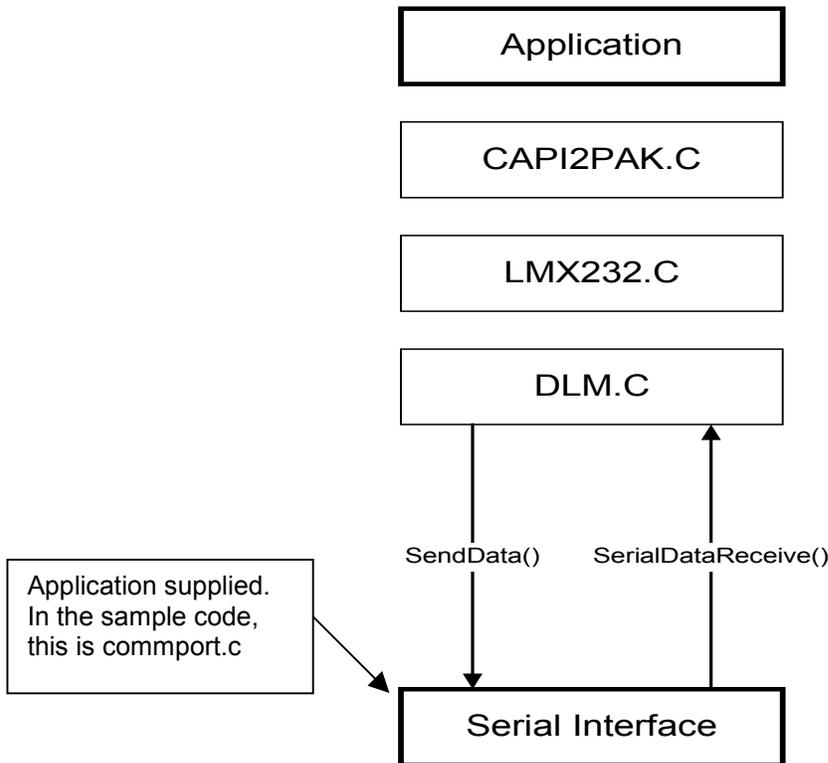 Application
CAPI2PAK.C
LMX232.C
DLM.C
SendData()
SerialDataReceive()
Application supplied.
In the sample code,
this is commport.c
Serial Interface